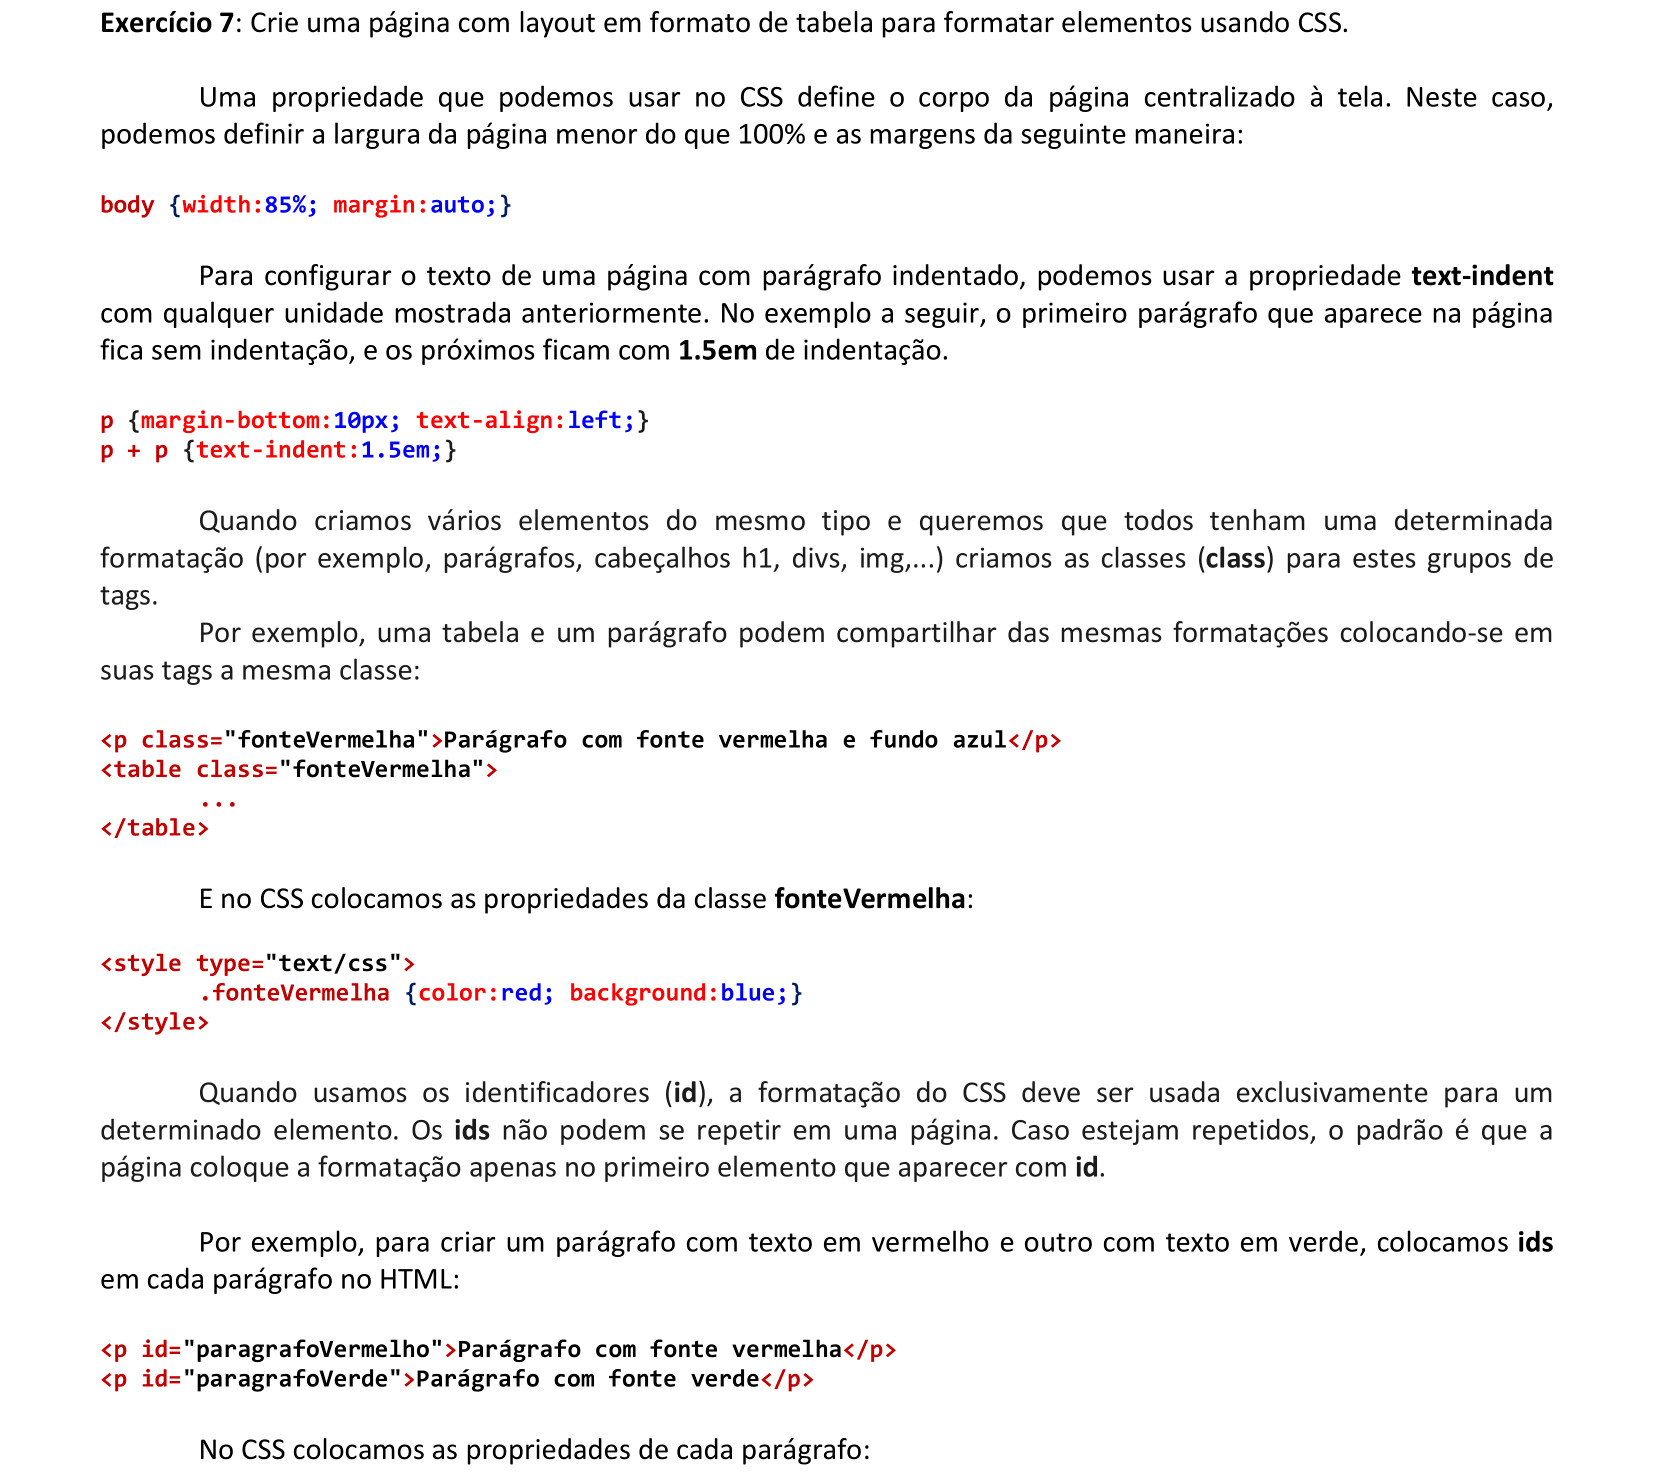 Exercício 7: Crie uma página com layout em formato de tabela para formatar elementos usando CSS.
Uma propriedade que podemos usar no CSS define o corpo da página centralizado à tela. Neste caso,
podemos definir a largura da página menor do que 100% e as margens da seguinte maneira:
body {width:85%; margin:auto;}
Para configurar o texto de uma página com parágrafo indentado, podemos usar a propriedade text-indent
com qualquer unidade mostrada anteriormente. No exemplo a seguir, o primeiro parágrafo que aparece na página
fica sem indentação, e os próximos ficam com 1.5em de indentação.
p {margin-bottom:10px; text-align:left;}
p + p {text-indent:1.5em;}
Quando criamos vários elementos do mesmo tipo e queremos que todos tenham uma determinada
formatação (por exemplo, parágrafos, cabeçalhos h1, divs, img,...) criamos as classes (class) para estes grupos de
tags.
Por exemplo, uma tabela e um parágrafo podem compartilhar das mesmas formatações colocando-se em
suas tags a mesma classe:
<p class="fonteVermelha">Parágrafo com fonte vermelha e fundo azul</p>
<table class="fonteVermelha">
...
</table>
E no CSS colocamos as propriedades da classe fonteVermelha:
<style type="text/css">
.fonteVermelha {color:red; background:blue;}
</style>
Quando usamos os identificadores (id), a formatação do CSS deve ser usada exclusivamente para um
determinado elemento. Os ids não podem se repetir em uma página. Caso estejam repetidos, o padrão é que a
página coloque a formatação apenas no primeiro elemento que aparecer com id.
Por exemplo, para criar um parágrafo com texto em vermelho e outro com texto em verde, colocamos ids
em cada parágrafo no HTML:
<p id="paragrafoVermelho">Parágrafo com fonte vermelha</p>
<p id="paragrafoVerde">Parágrafo com fonte verde</p>
No CSS colocamos as propriedades de cada parágrafo: